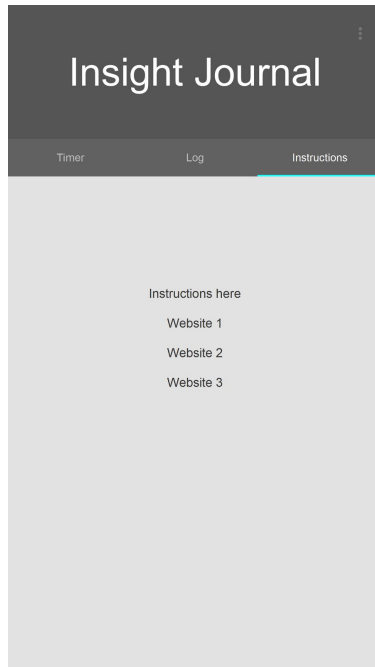 Insight Journal
Timer Log Instructions
Instructions here
Website 1
Website 2
Website 3